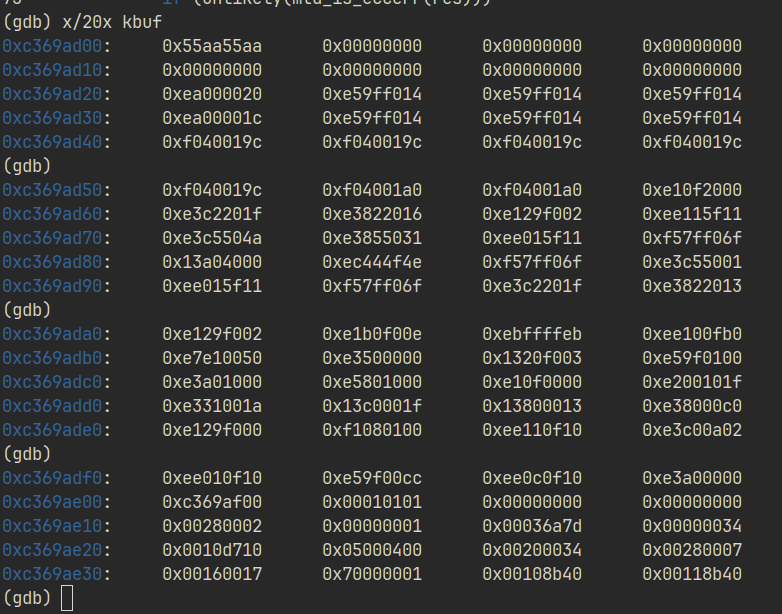 (gdb) x/20x kbuf
0xc369ad00: 0x55aa55aa 0x00000000 0x00000000 0x00000000
0xc369ad10: 0x00000000 0x00000000 0x00000000 0x00000000
0xc369ad20: 0xea000020 0xe59ff014 0xe59ff014 0xe59ff014
0xc369ad30: 0xea00001c 0xe59ff014 0xe59ff014 0xe59ff014
0xc369ad40: 0xf040019c 0xf040019c 0xf040019c 0xf040019c
(gdb)
0xc369ad50: 0xf040019c 0xf04001a0 0xf04001a0 0xe10f2000
0xc369ad60: 0xe3c2201f 0xe3822016 0xe129f002 0xee115f11
0xc369ad70: 0xe3c5504a 0xe3855031 0xee015f11 0xf57ff06f
0xc369ad80: 0x13a04000 0xec444f4e 0xf57ff06f 0xe3c55001
0xc369ad90: 0xee015f11 0xf57ff06f 0xe3c2201f 0xe3822013
(gdb)
0xc369ada0: 0xe129f002 0xe1b0f00e 0xebffffeb 0xee100fb0
0xc369adb0: 0xe7e10050 0xe3500000 0x1320f003 0xe59f0100
0xc369adc0: 0xe3a01000 0xe5801000 0xe10f0000 0xe200101f
0xc369add0: 0xe331001a 0x13c0001f 0x13800013 0xe38000c0
0xc369ade0: 0xe129f000 0xf1080100 0xee110f10 0xe3c00a02
(gdb)
0xc369adf0: 0xee010f10 0xe59f00cc 0xee0c0f10 0xe3a00000
0xc369ae00: 0xc369af00 0x00010101 0x00000000 0x00000000
0xc369ae10: 0x00280002 0x00000001 0x00036a7d 0x00000034
0xc369ae20: 0x0010d710 0x05000400 0x00200034 0x00280007
0xc369ae30: 0x00160017 0x70000001 0x00108b40 0x00118b40
(gdb)